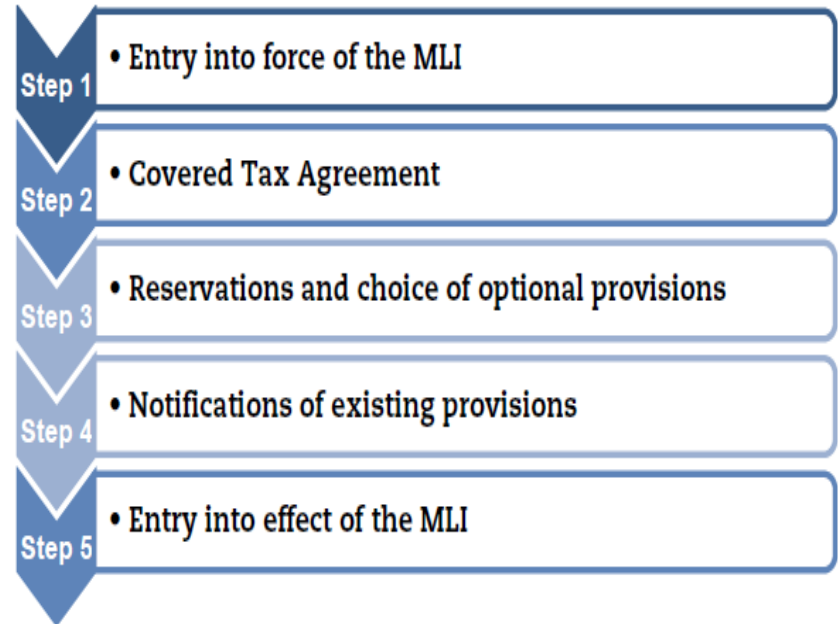 Step 1
• Entry into force of the MLI
Step 2
• Covered Tax Agreement
Step 3
• Reservations and choice of optional provisions
Step 4
• Notifications of existing provisions
Step 5
• Entry into effect of the MLI